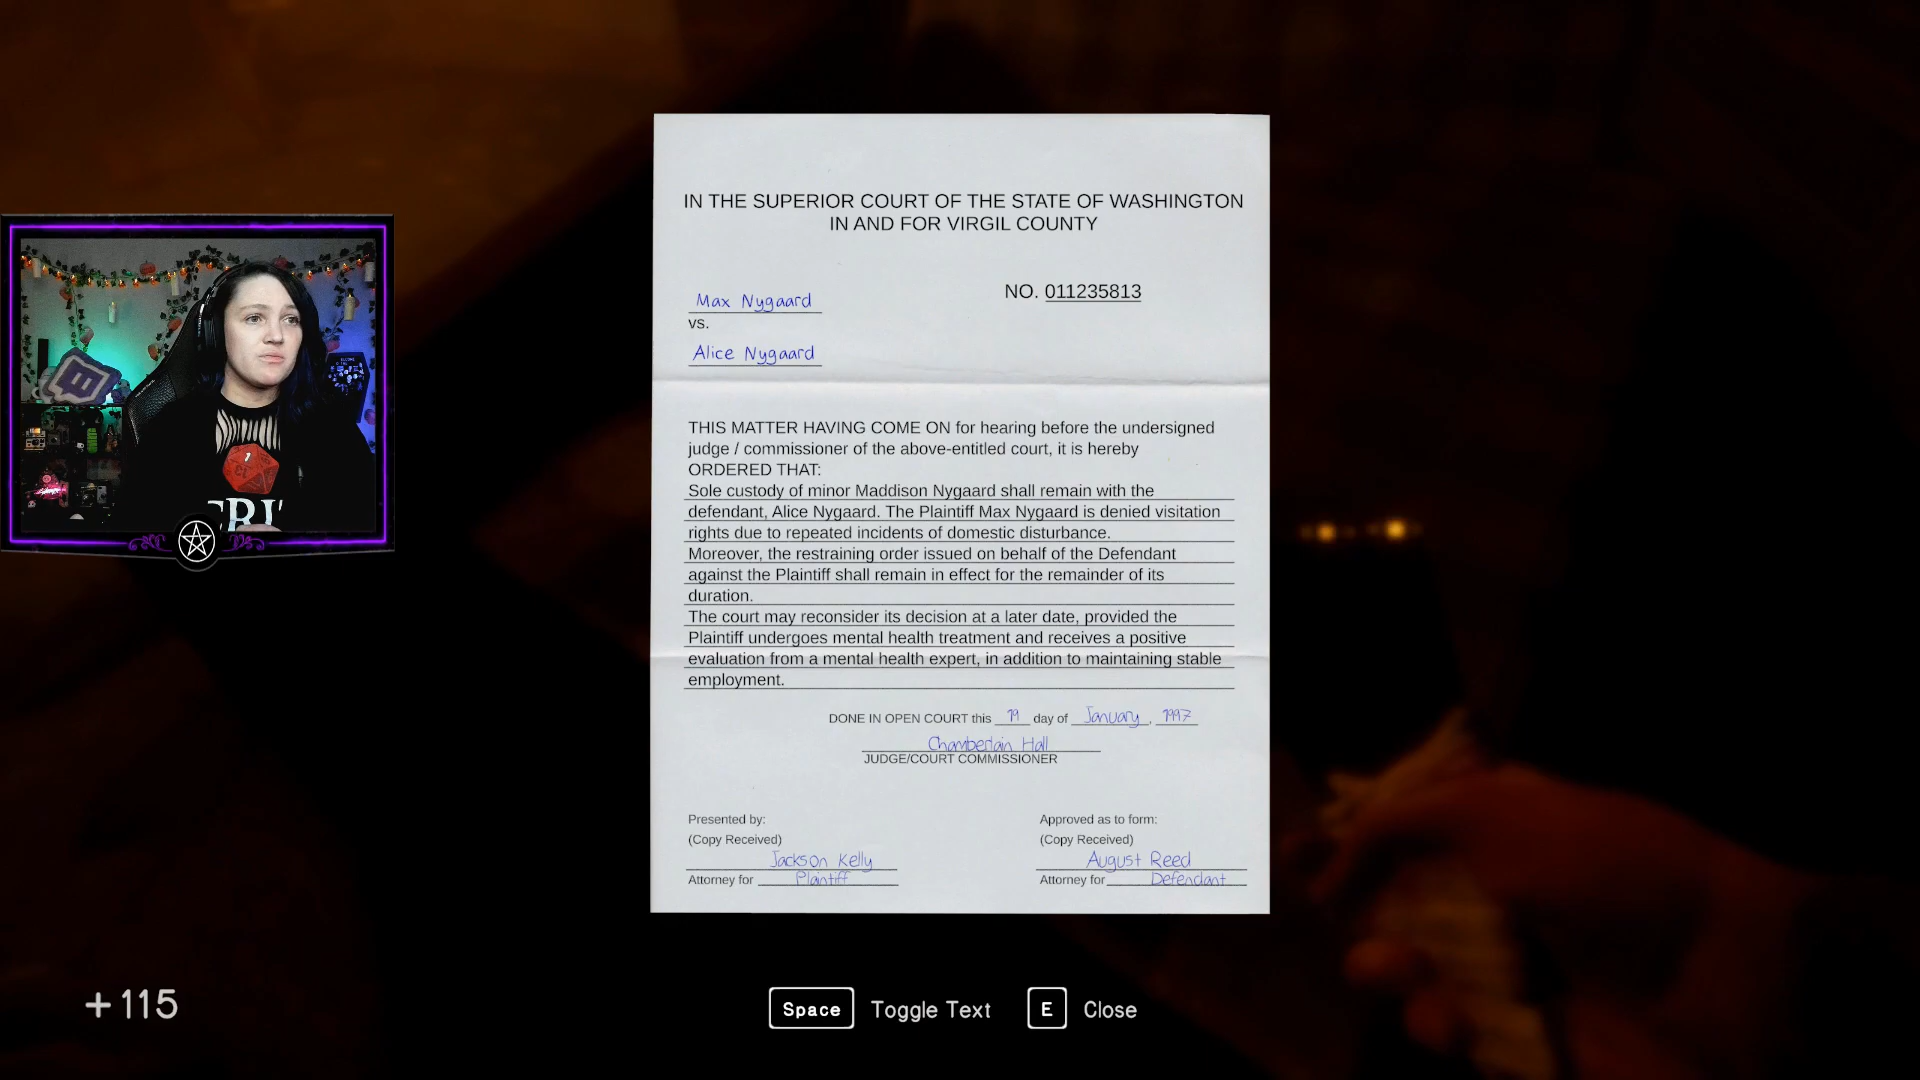 IN THE SUPERIOR COURT OF THE STATE OF WASHINGTON
IN AND FOR VIRGIL COUNTY
Max Nygaard
vs.
Alice Nygaard
NO. 011235813
THIS MATTER HAVING COME ON for hearing before the undersigned
judge / commissioner of the above-entitled court, it is hereby
ORDERED THAT:
Sole custody of minor Maddison Nygaard shall remain with the
defendant, Alice Nygaard. The Plaintiff Max Nygaard is denied visitation
rights due to repeated incidents of domestic disturbance.
Moreover, the restraining order issued on behalf of the Defendant
against the Plaintiff shall remain in effect for the remainder of its
duration.
The court may reconsider its decision at a later date, provided the
Plaintiff undergoes mental health treatment and receives a positive
evaluation from a mental health expert, in addition to maintaining stable
employment.
DONE IN OPEN COURT this 19 day of January, 1997
Chamberlain Hall
JUDGE/COURT COMMISSIONER
Presented by:
(Copy Received)
Jackson Kelly
Attorney for Plaintiff
Approved as to form:
(Copy Received)
August Reed
Attorney for Defendant
+115
Space Toggle Text E Close